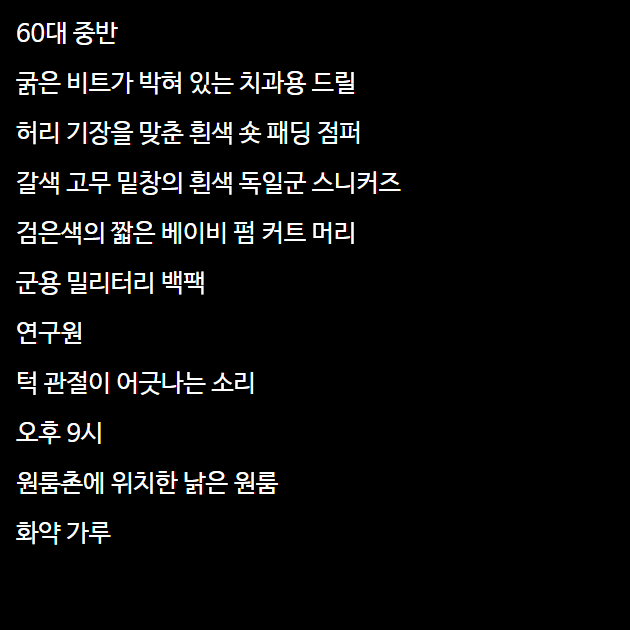 60대 중반
굵은 비트가 박혀 있는 치과용 드릴
허리 기장을 맞춘 흰색 숏 패딩 점퍼
갈색 고무 밑창의 흰색 독일군 스니커즈
검은색의 짧은 베이비 펌 커트 머리
군용 밀리터리 백팩
연구원
턱 관절이 어긋나는 소리
오후 9시
원룸촌에 위치한 낡은 원룸
화약 가루